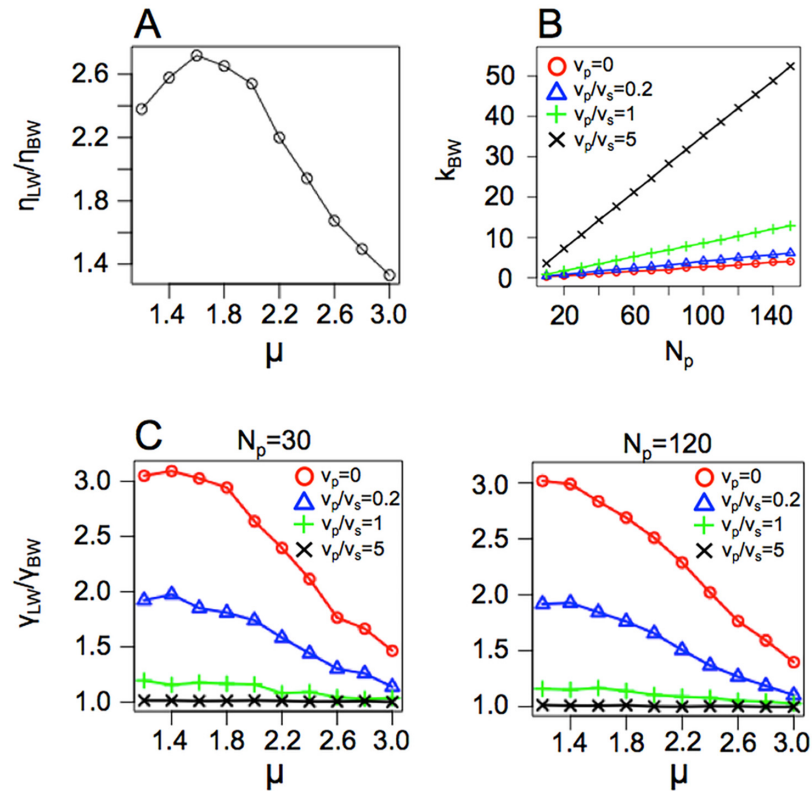 A
η_LW/η_BW
2.6
2.2
1.8
1.4
1.4 1.8 2.2 2.6 3.0
μ
B
k_BW
50
40
30
20
10
0
v_p=0
v_p/v_s=0.2
v_p/v_s=1
v_p/v_s=5
20 60 100 140
N_p
C
N_p=30
γ_LW/γ_BW
3.0
2.5
2.0
1.5
1.0
v_p=0
v_p/v_s=0.2
v_p/v_s=1
v_p/v_s=5
1.4 1.8 2.2 2.6 3.0
μ
N_p=120
3.0
2.5
2.0
1.5
1.0
v_p=0
v_p/v_s=0.2
v_p/v_s=1
v_p/v_s=5
1.4 1.8 2.2 2.6 3.0
μ